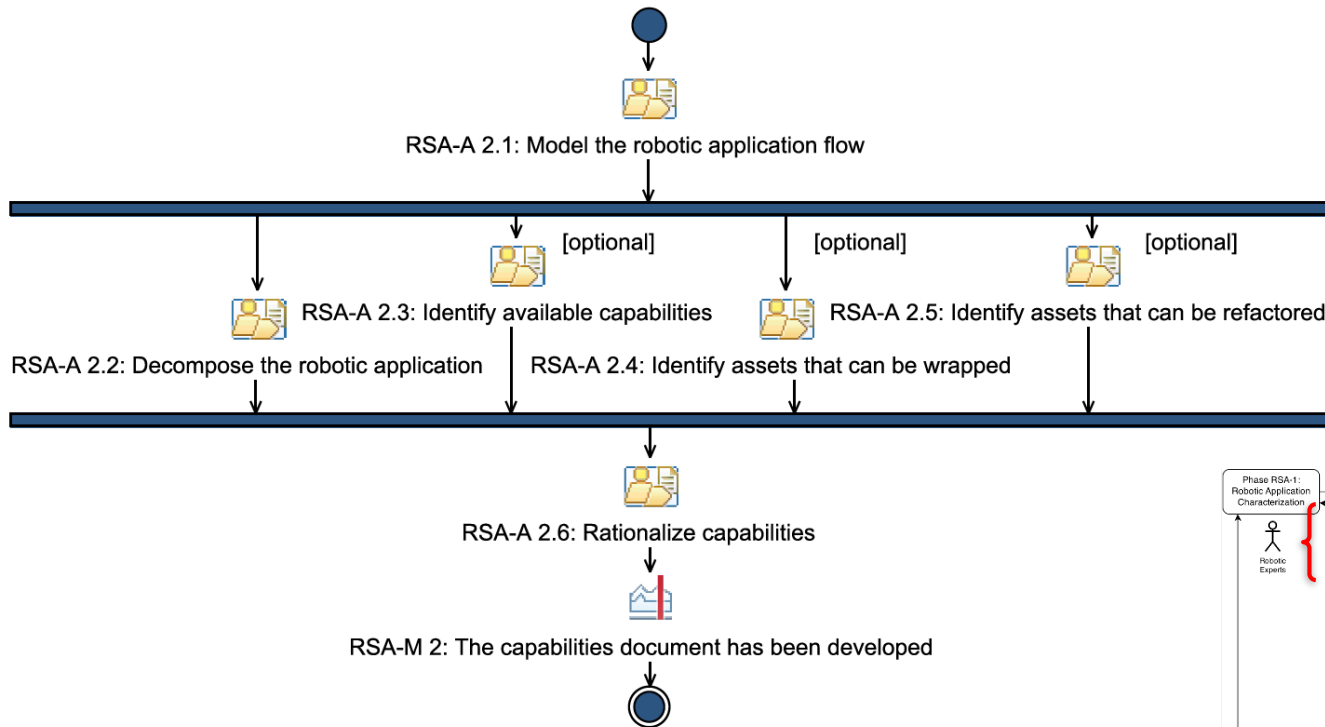 RSA-A 2.1: Model the robotic application flow
[optional]
[optional]
[optional]
RSA-A 2.3: Identify available capabilities
RSA-A 2.5: Identify assets that can be refactored
RSA-A 2.2: Decompose the robotic application
RSA-A 2.4: Identify assets that can be wrapped
RSA-A 2.6: Rationalize capabilities
RSA-M 2: The capabilities document has been developed
Phase RSA-1:
Robotic Application
Characterization
Robotic
Experts